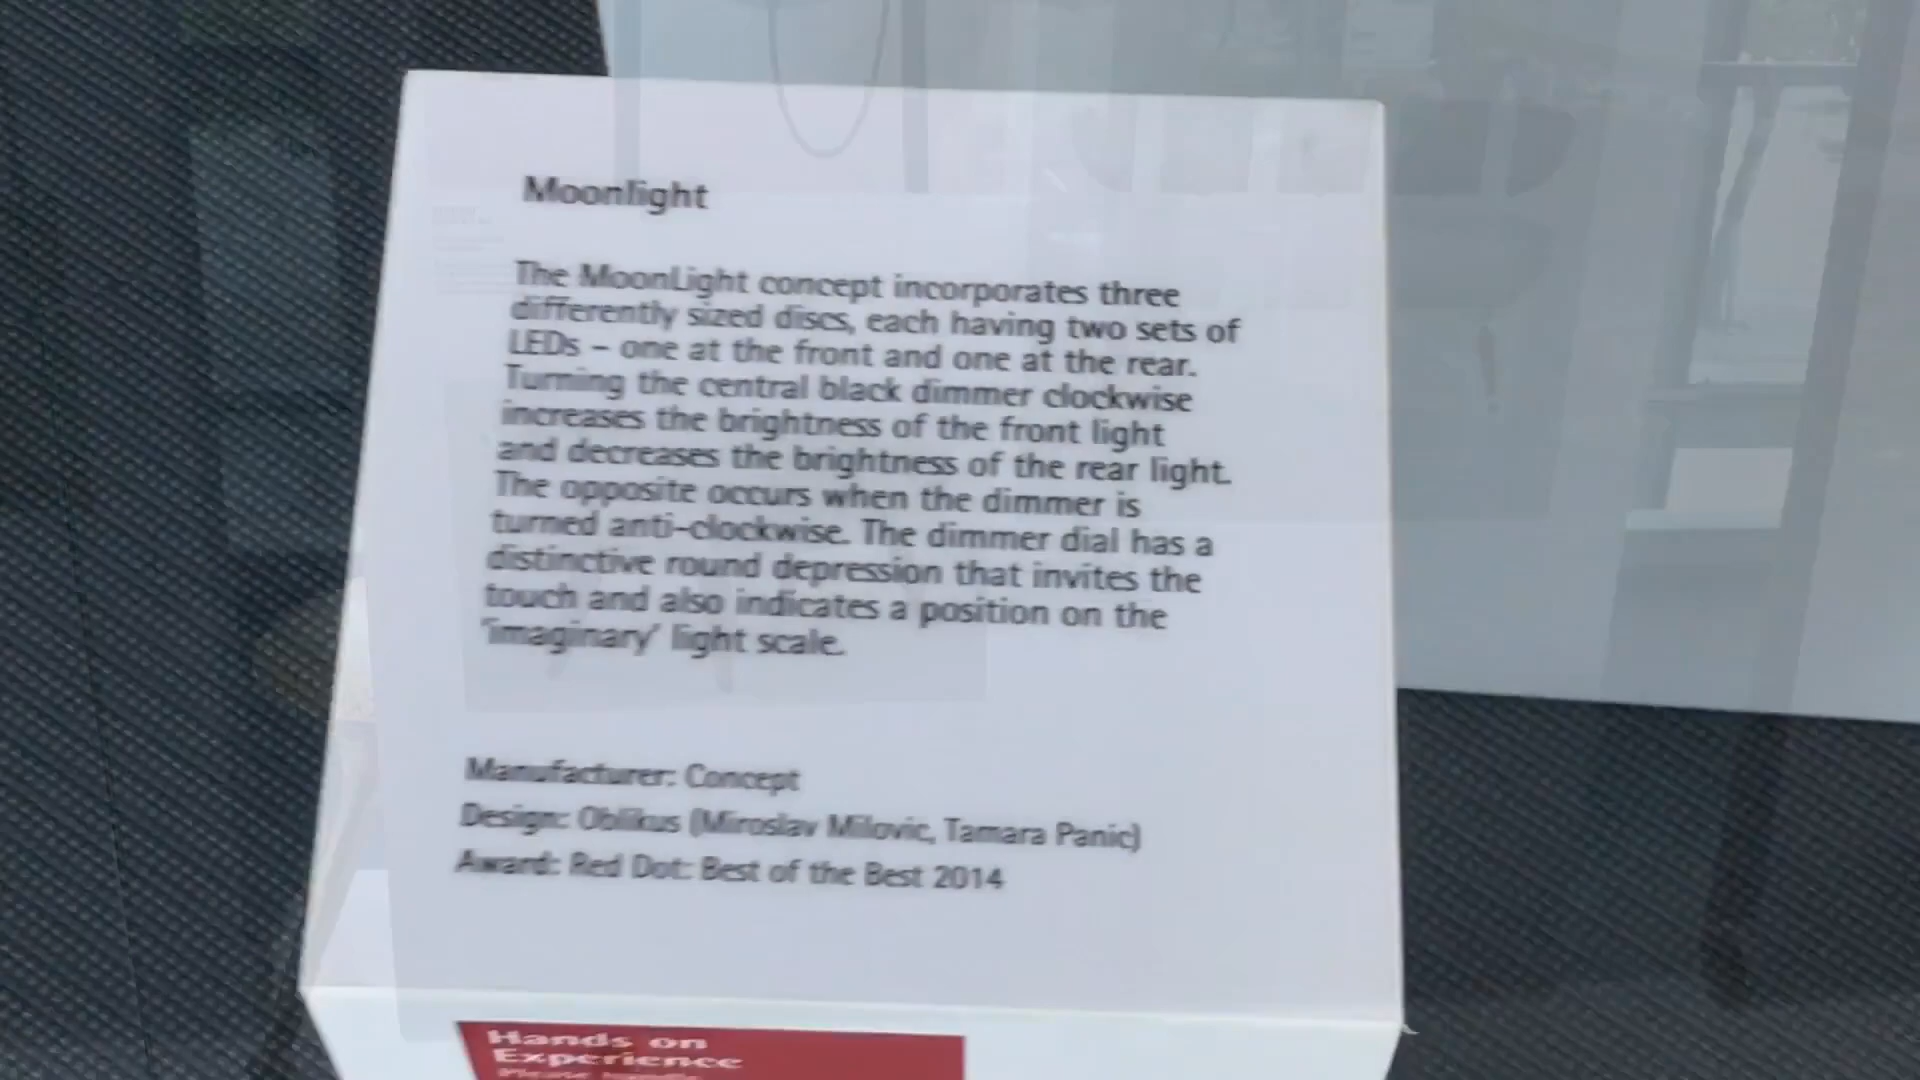 Moonlight
The MoonLight concept incorporates three
differently sized discs, each having two sets of
LEDs – one at the front and one at the rear.
Turning the central black dimmer clockwise
increases the brightness of the front light
and decreases the brightness of the rear light.
The opposite occurs when the dimmer is
turned anti-clockwise. The dimmer dial has a
distinctive round depression that invites the
touch and also indicates a position on the
'imaginary' light scale.
Manufacturer: Concept
Design: Oblikus (Miroslav Milovic, Tamara Panic)
Award: Red Dot: Best of the Best 2014
Hands on
Experience